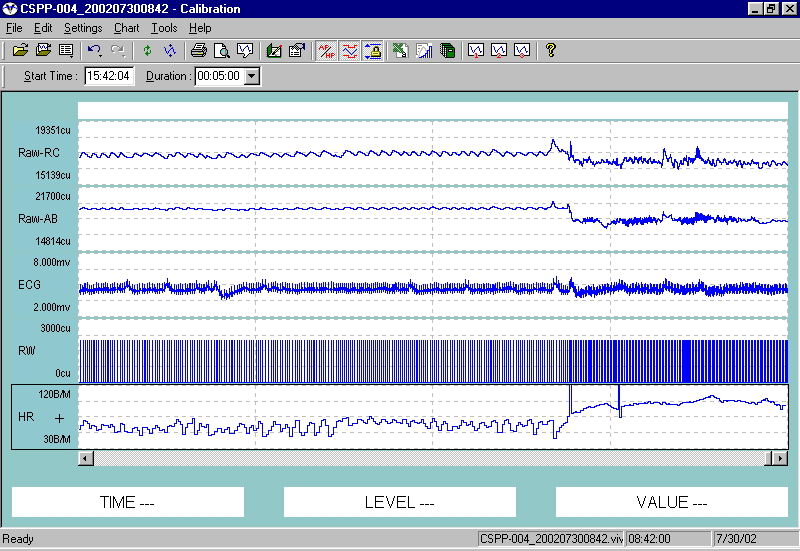 CSPP-004_200207300842 - Calibration
File Edit Settings Chart Tools Help
Start Time : 15:42:04 Duration : 00:05:00
19351cu
Raw-RC
15139cu
21700cu
Raw-AB
14814cu
8.000mv
ECG
2.000mv
3000cu
RW
0cu
120B/M
HR +
30B/M
TIME --- LEVEL --- VALUE ---
Ready CSPP-004_200207300842.viv 08:42:00 7/30/02